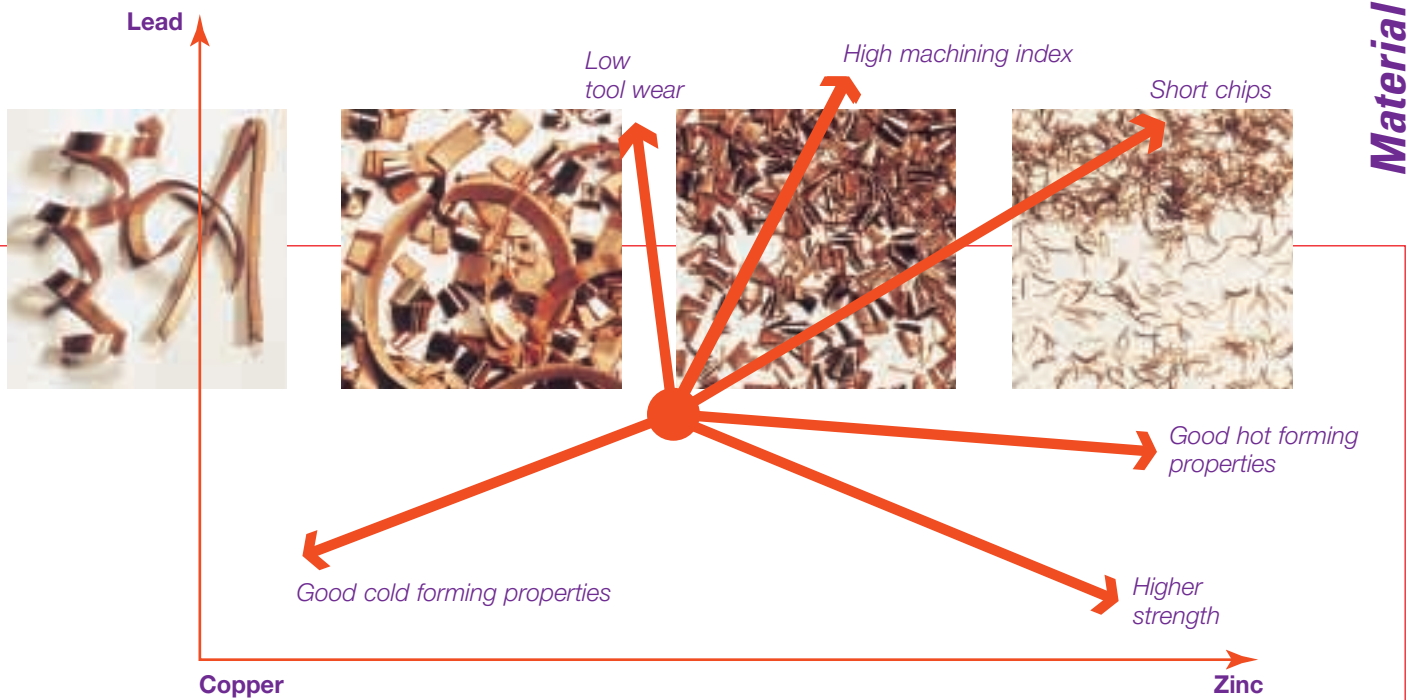 Material
Lead
Low
tool wear
High machining index
Short chips
Good hot forming
properties
Good cold forming properties
Higher
strength
Copper
Zinc